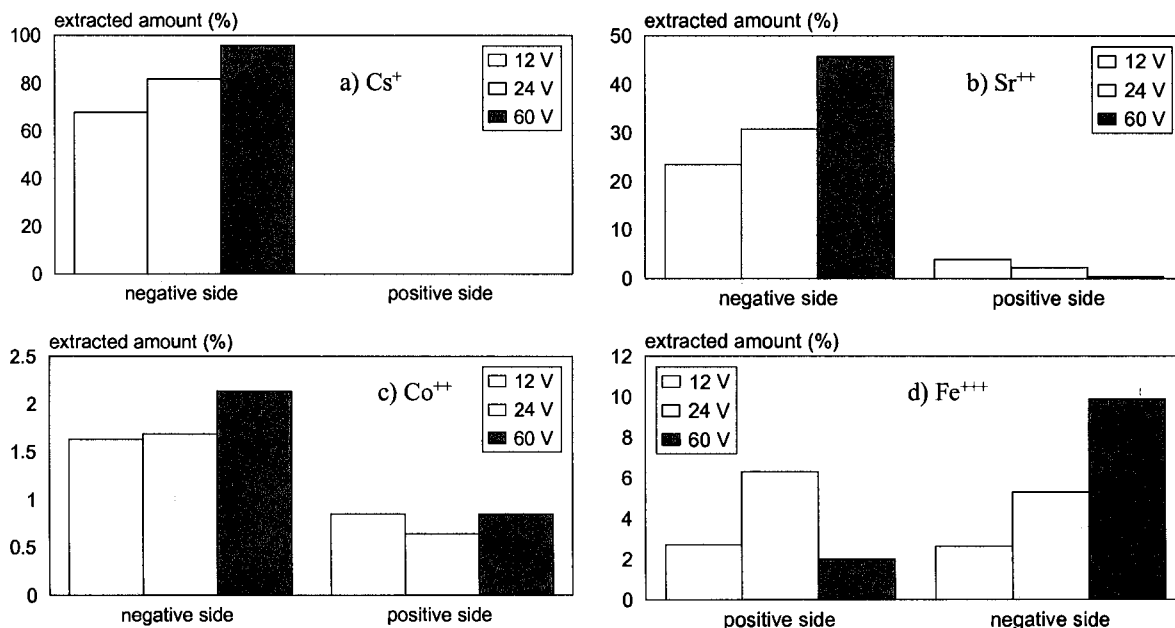 extracted amount (%)
100
80
60
40
20
0
a) Cs⁺
12 V
24 V
60 V
negative side
positive side
extracted amount (%)
50
40
30
20
10
0
b) Sr⁺⁺
12 V
24 V
60 V
negative side
positive side
extracted amount (%)
2.5
2
1.5
1
0.5
0
c) Co⁺⁺
12 V
24 V
60 V
negative side
positive side
extracted amount (%)
12
10
8
6
4
2
0
12 V
24 V
60 V
d) Fe⁺⁺⁺
positive side
negative side